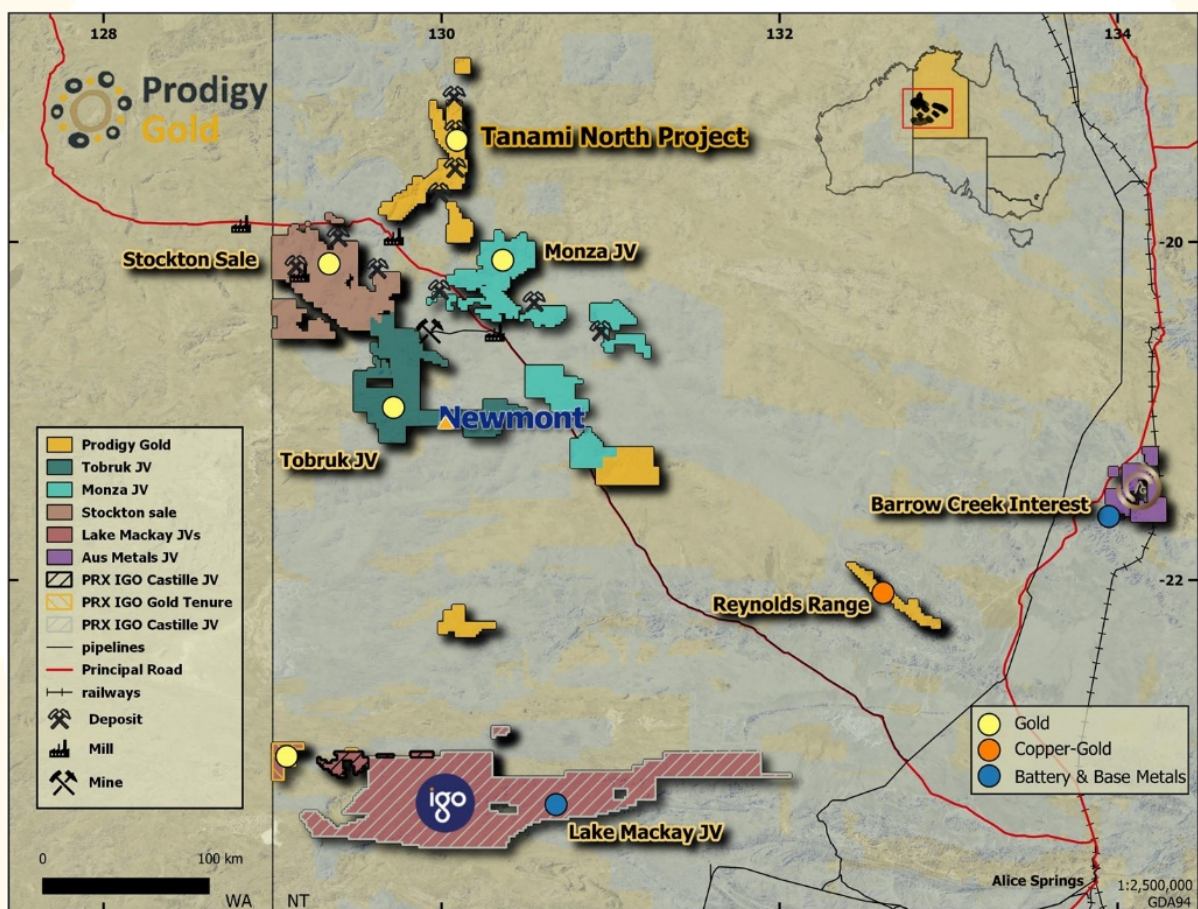 128
130
132
134
Prodigy
Gold
Tanami North Project
-20
Stockton Sale
Monza JV
Newmont
Tobruk JV
Prodigy Gold
Tobruk JV
Monza JV
Stockton sale
Lake Mackay JVs
Aus Metals JV
PRX IGO Castille JV
PRX IGO Gold Tenure
PRX IGO Castille JV
pipelines
Principal Road
railways
Deposit
Mill
Mine
Barrow Creek Interest
-22
Reynolds Range
Gold
Copper-Gold
Battery & Base Metals
igo
Lake Mackay JV
0
100 km
WA
NT
Alice Springs
1:2,500,000
GDA94